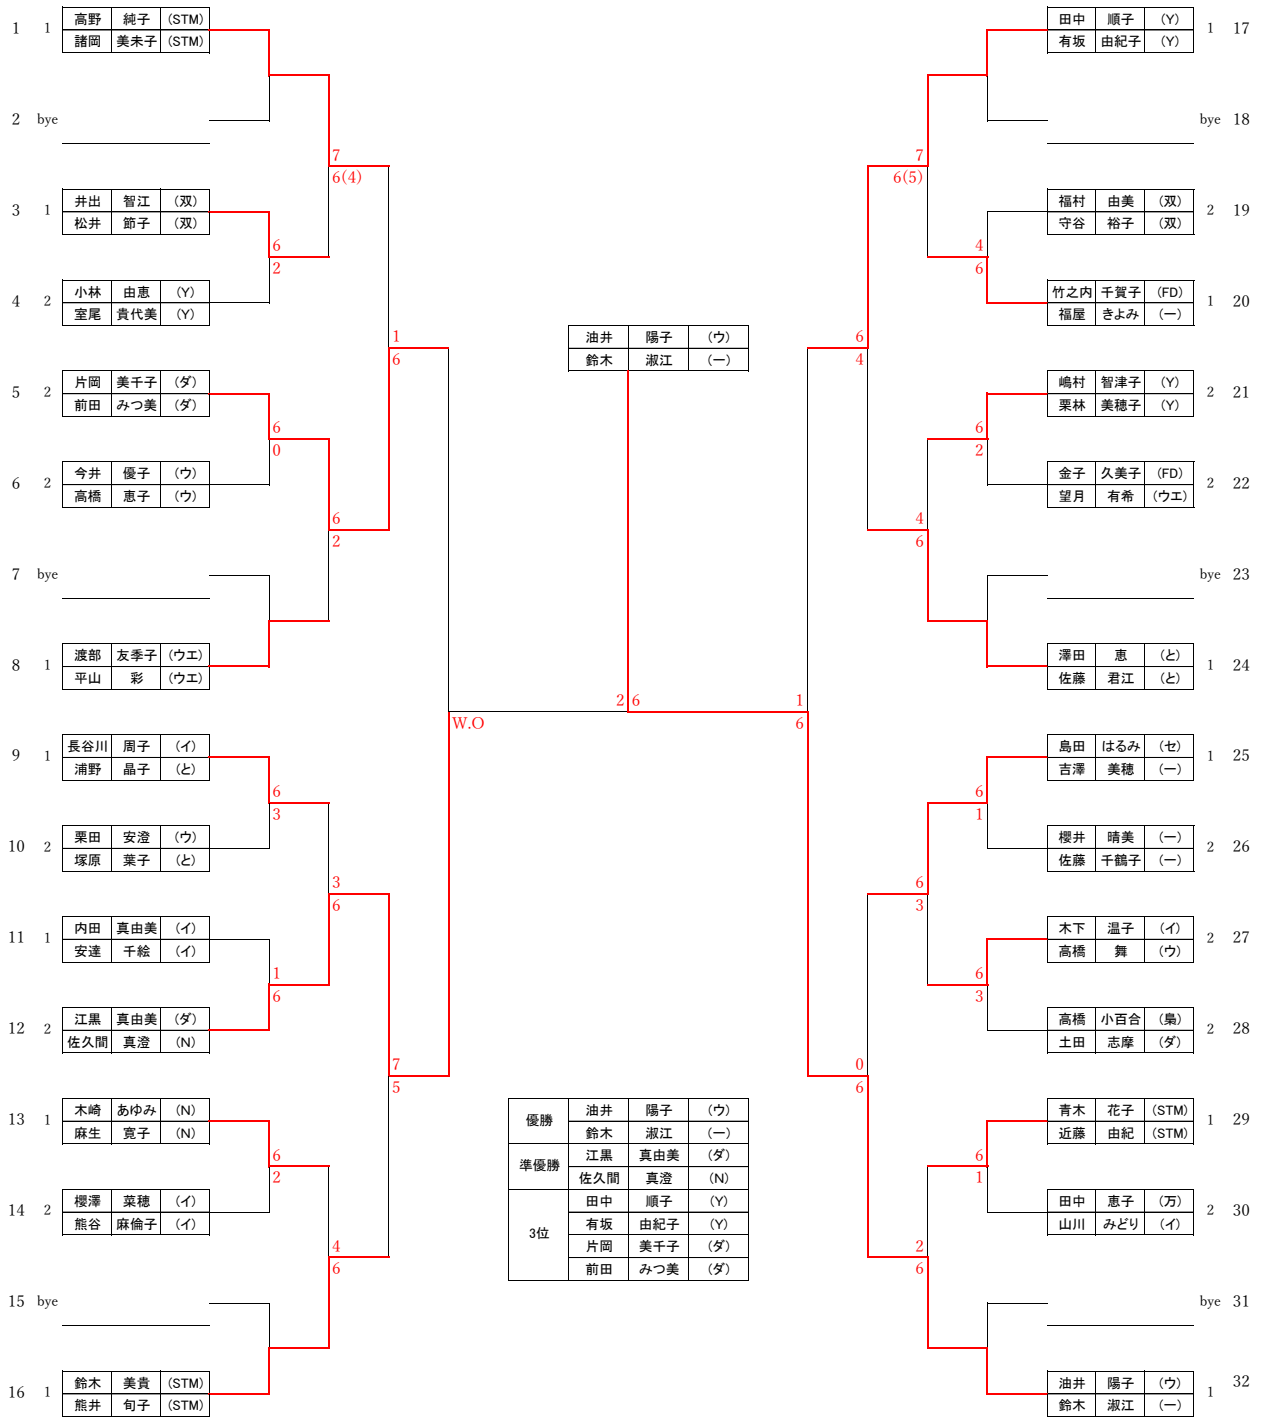 1 1 高野 純子 (STM)
諸岡 美未子 (STM)
2 bye
3 1 井出 智江 (双)
松井 節子 (双)
4 2 小林 由恵 (Y)
室尾 貴代美 (Y)
5 2 片岡 美千子 (ダ)
前田 みつ美 (ダ)
6 2 今井 優子 (ウ)
高橋 恵子 (ウ)
7 bye
8 1 渡部 友季子 (ウエ)
平山 彩 (ウエ)
9 1 長谷川 周子 (イ)
浦野 晶子 (と)
10 2 栗田 安澄 (ウ)
塚原 葉子 (と)
11 1 内田 真由美 (イ)
安達 千絵 (イ)
12 2 江黒 真由美 (ダ)
佐久間 真澄 (N)
13 1 木崎 あゆみ (N)
麻生 寛子 (N)
14 2 櫻澤 菜穂 (イ)
熊谷 麻倫子 (イ)
15 bye
16 1 鈴木 美貴 (STM)
熊井 旬子 (STM)
6
2
6
0
6
3
1
6
6
2
7
6(4)
6
2
3
6
4
6
1
6
7
5
W.O
油井 陽子 (ウ)
鈴木 淑江 (一)
2 6
優勝 油井 陽子 (ウ)
鈴木 淑江 (一)
準優勝 江黒 真由美 (ダ)
佐久間 真澄 (N)
3位 田中 順子 (Y)
有坂 由紀子 (Y)
片岡 美千子 (ダ)
前田 みつ美 (ダ)
1
6
6
4
0
6
7
6(5)
4
6
6
3
2
6
4
6
6
2
6
1
6
3
6
1
田中 順子 (Y) 1 17
有坂 由紀子 (Y)
bye 18
福村 由美 (双) 2 19
守谷 裕子 (双)
竹之内 千賀子 (FD) 1 20
福屋 きよみ (一)
嶋村 智津子 (Y) 2 21
栗林 美穂子 (Y)
金子 久美子 (FD) 2 22
望月 有希 (ウエ)
bye 23
澤田 恵 (と) 1 24
佐藤 君江 (と)
島田 はるみ (セ) 1 25
吉澤 美穂 (一)
櫻井 晴美 (一) 2 26
佐藤 千鶴子 (一)
木下 温子 (イ) 2 27
高橋 舞 (ウ)
高橋 小百合 (梟) 2 28
土田 志摩 (ダ)
青木 花子 (STM) 1 29
近藤 由紀 (STM)
田中 恵子 (万) 2 30
山川 みどり (イ)
bye 31
油井 陽子 (ウ) 1 32
鈴木 淑江 (一)